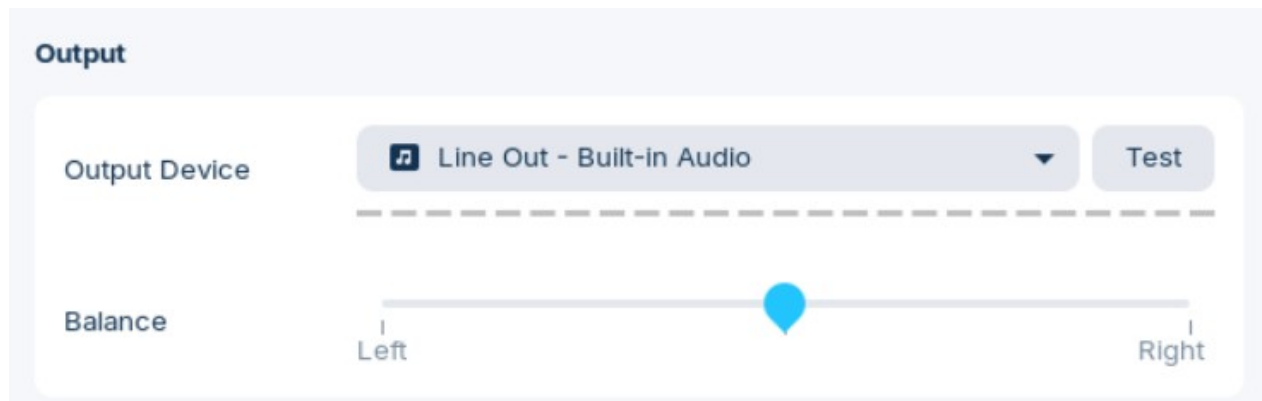 Output
Output Device
Line Out - Built-in Audio
Test
Balance
Left
Right